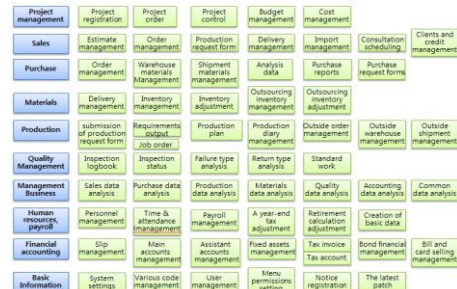 Project management
Project registration
Project order
Project control
Budget management
Cost management
Sales
Estimate management
Order management
Production request form
Delivery management
Import management
Consultation scheduling
Clients and credit management
Purchase
Order management
Warehouse materials Management
Shipment materials management
Analysis data
Purchase reports
Purchase request forms
Materials
Delivery management
Inventory management
Inventory adjustment
Outsourcing inventory management
Outsourcing inventory adjustment
Production
submission of production request form
Requirements output
Job order
Production plan
Production diary management
Outside order management
Outside warehouse management
Outside shipment management
Quality Management
Inspection logbook
Inspection status
Failure type analysis
Return type analysis
Standard work
Management Business
Sales data analysis
Purchase data analysis
Production data analysis
Materials data analysis
Quality data analysis
Accounting data analysis
Common data analysis
Human resources, payroll
Personnel management
Time & attendance management
Payroll management
A year-end tax adjustment
Retirement calculation adjustment
Creation of basic data
Financial accounting
Slip management
Main accounts management
Assistant accounts management
Fixed assets management
Tax invoice
Tax account
Bond financial management
Bill and card selling management
Basic Information
System settings
Various code management
User management
Menu permissions setting
Notice registration
The latest patch